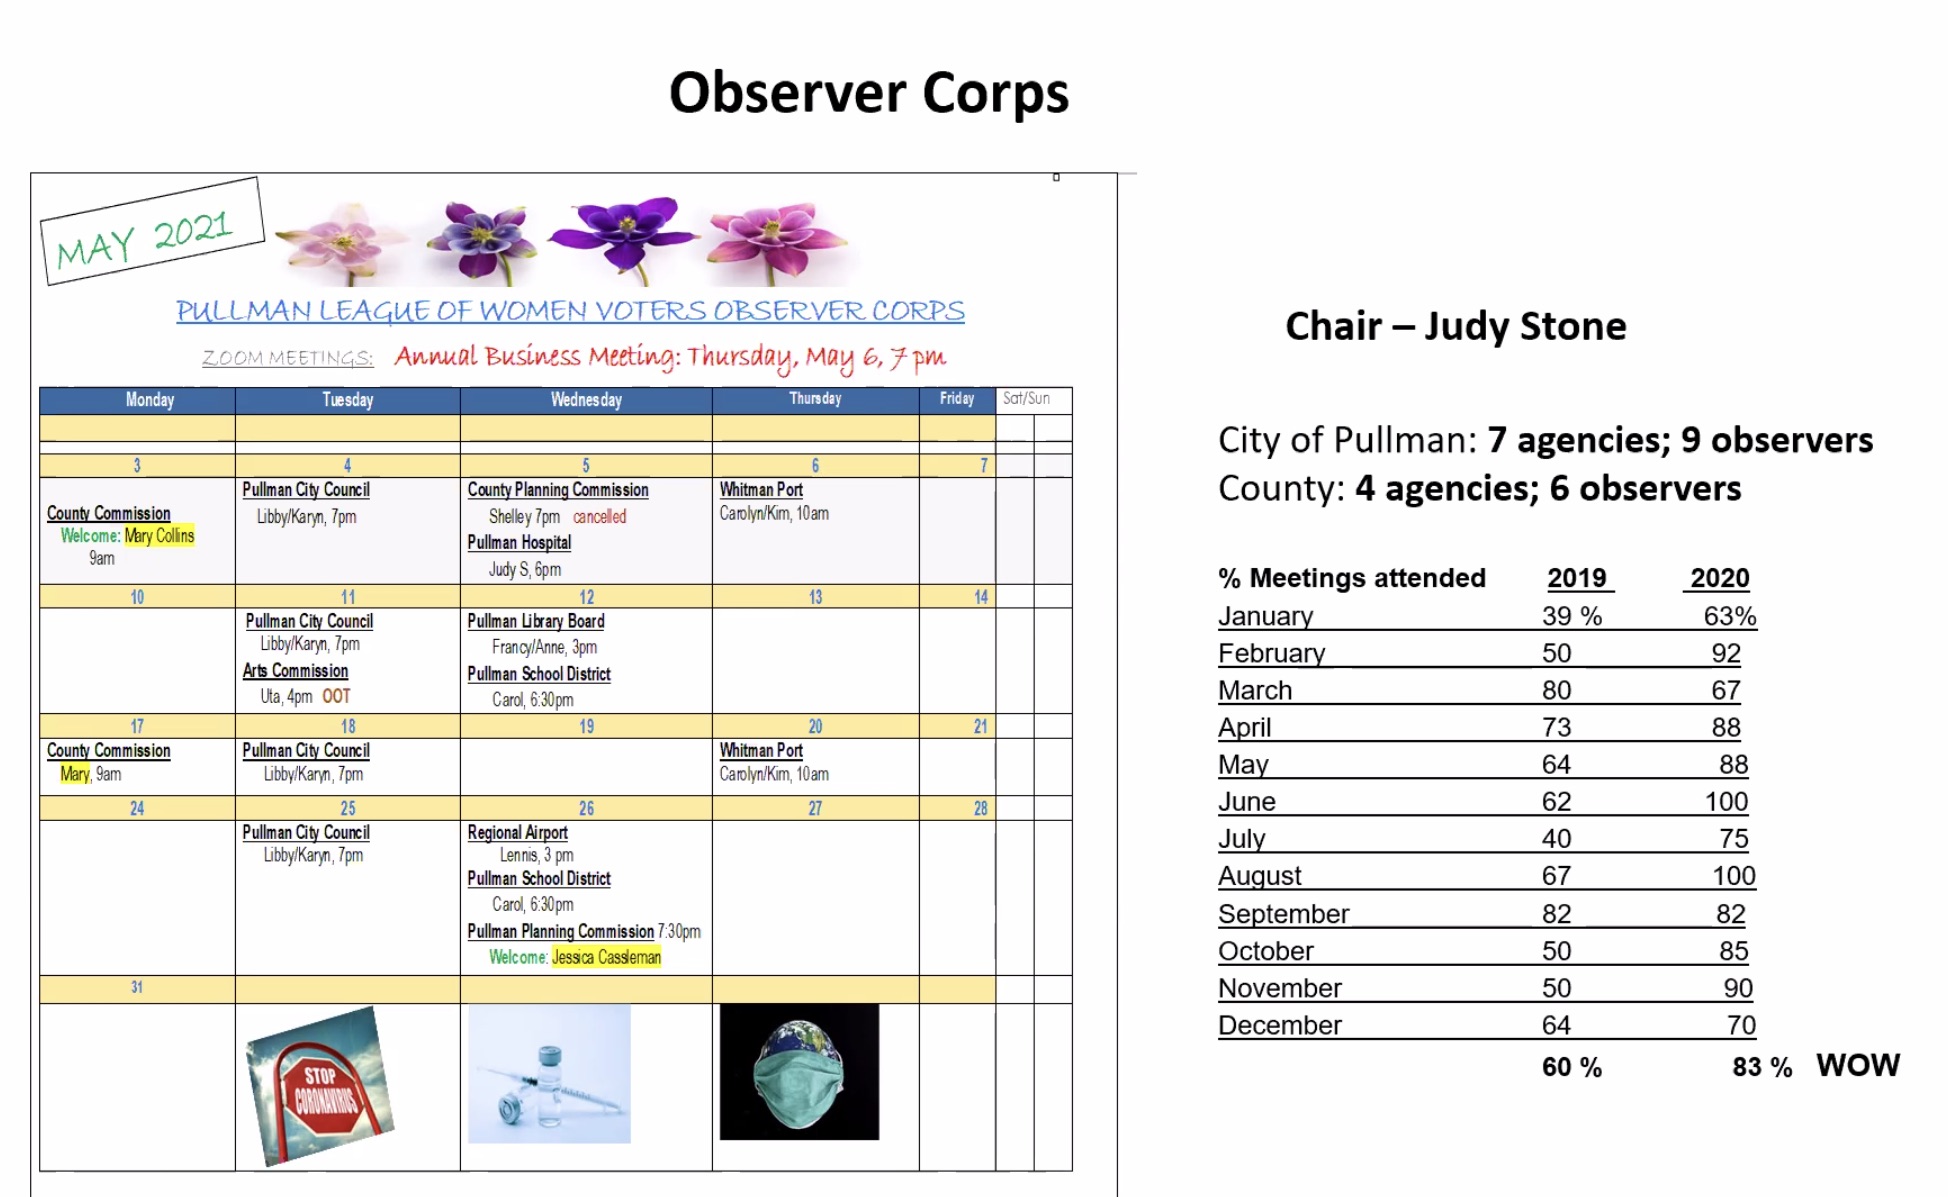 Observer Corps
MAY 2021
PULLMAN LEAGUE OF WOMEN VOTERS OBSERVER CORPS
ZOOM MEETINGS: Annual Business Meeting: Thursday, May 6, 7 pm
Monday Tuesday Wednesday Thursday Friday Sat/Sun
3 4 5 6 7
County Commission
Welcome: Mary Collins
9am
Pullman City Council
Libby/Karyn, 7pm
County Planning Commission
Shelley 7pm cancelled
Pullman Hospital
Judy S, 6pm
Whitman Port
Carolyn/Kim, 10am
10 11 12 13 14
Pullman City Council
Libby/Karyn, 7pm
Arts Commission
Uta, 4pm OOT
Pullman Library Board
Francy/Anne, 3pm
Pullman School District
Carol, 6:30pm
17 18 19 20 21
County Commission
Mary, 9am
Pullman City Council
Libby/Karyn, 7pm
Whitman Port
Carolyn/Kim, 10am
24 25 26 27 28
Pullman City Council
Libby/Karyn, 7pm
Regional Airport
Lennis, 3 pm
Pullman School District
Carol, 6:30pm
Pullman Planning Commission 7:30pm
Welcome: Jessica Cassleman
31
STOP
CORONAVIRUS
Chair – Judy Stone
City of Pullman: 7 agencies; 9 observers
County: 4 agencies; 6 observers
% Meetings attended 2019 2020
January 39 % 63%
February 50 92
March 80 67
April 73 88
May 64 88
June 62 100
July 40 75
August 67 100
September 82 82
October 50 85
November 50 90
December 64 70
60 % 83 % WOW